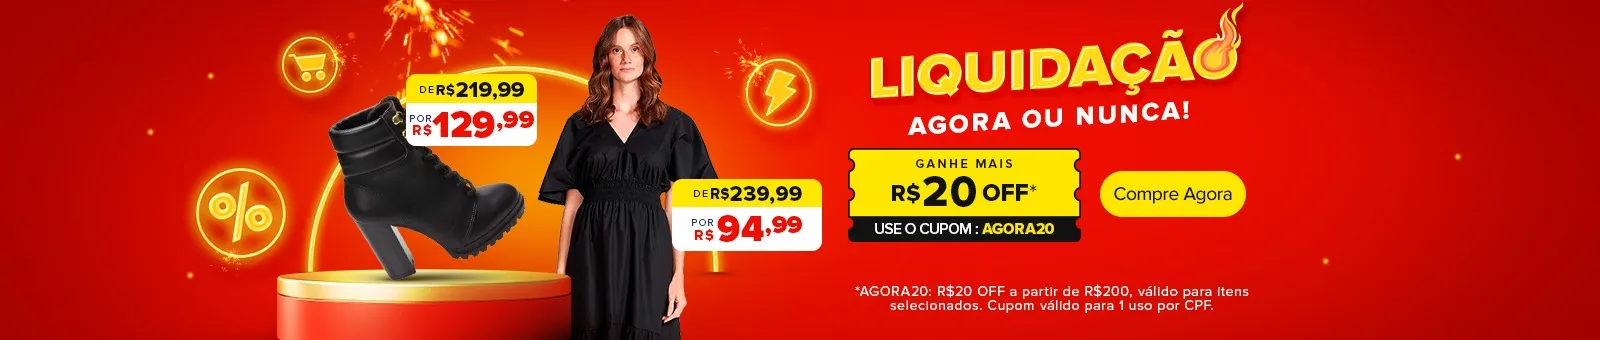 DE R$219,99
POR R$ 129,99
DE R$239,99
POR R$ 94,99
LIQUIDAÇÃO
AGORA OU NUNCA!
GANHE MAIS
R$20 OFF*
USE O CUPOM : AGORA20
Compre Agora
*AGORA20: R$20 OFF a partir de R$200, válido para itens
selecionados. Cupom válido para 1 uso por CPF.